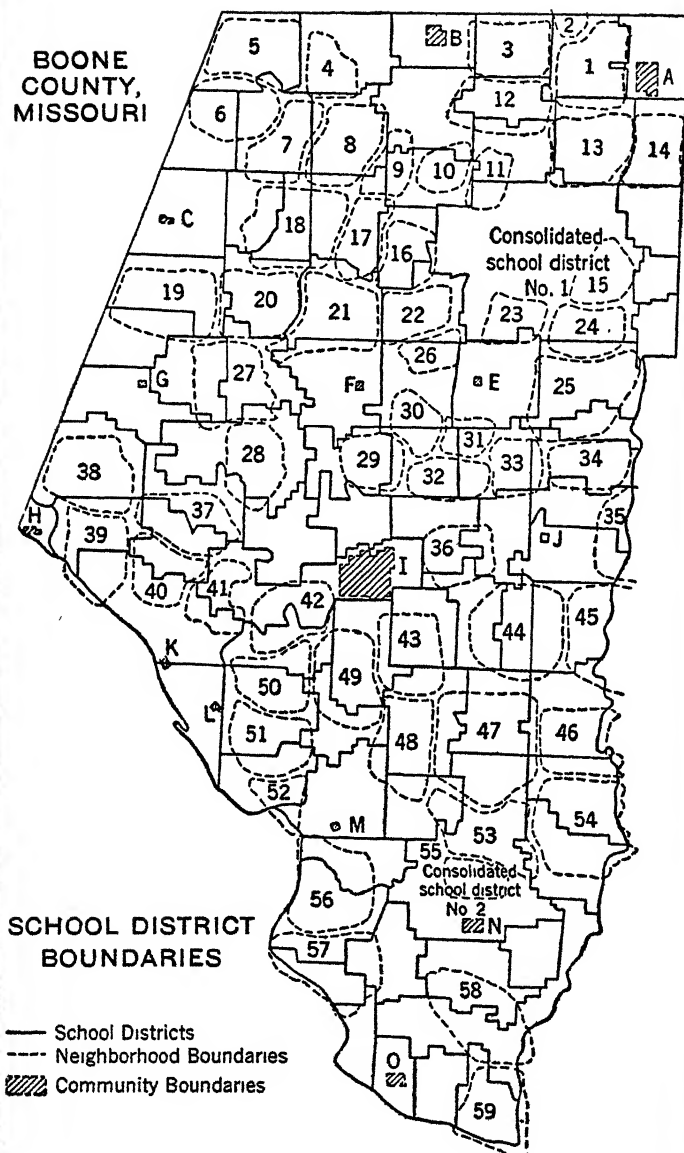 BOONE
COUNTY,
MISSOURI
5
4
B
3
2
1
A
6
7
8
12
9
10
11
13
14
C
18
17
16
Consolidated
school district
No. 1
15
19
20
21
22
23
24
G
27
F
26
E
25
30
28
29
31
32
33
34
38
37
35
H
39
36
J
40
41
I
42
43
44
45
K
50
49
L
51
48
47
46
52
M
53
54
55
Consolidated
school district
No 2
N
56
57
58
O
59
SCHOOL DISTRICT
BOUNDARIES
School Districts
Neighborhood Boundaries
Community Boundaries